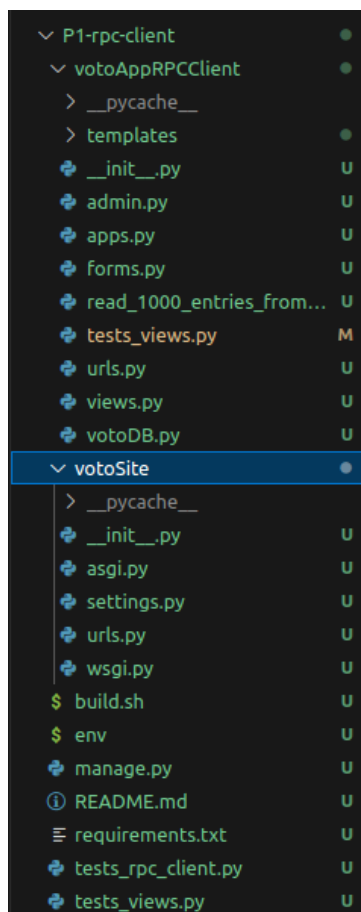 P1-rpc-client
votoAppRPCClient
__pycache__
templates
__init__.py U
admin.py U
apps.py U
forms.py U
read_1000_entries_from... U
tests_views.py M
urls.py U
views.py U
votoDB.py U
votoSite
__pycache__
__init__.py U
asgi.py U
settings.py U
urls.py U
wsgi.py U
$ build.sh U
$ env U
manage.py U
README.md U
requirements.txt U
tests_rpc_client.py U
tests_views.py U